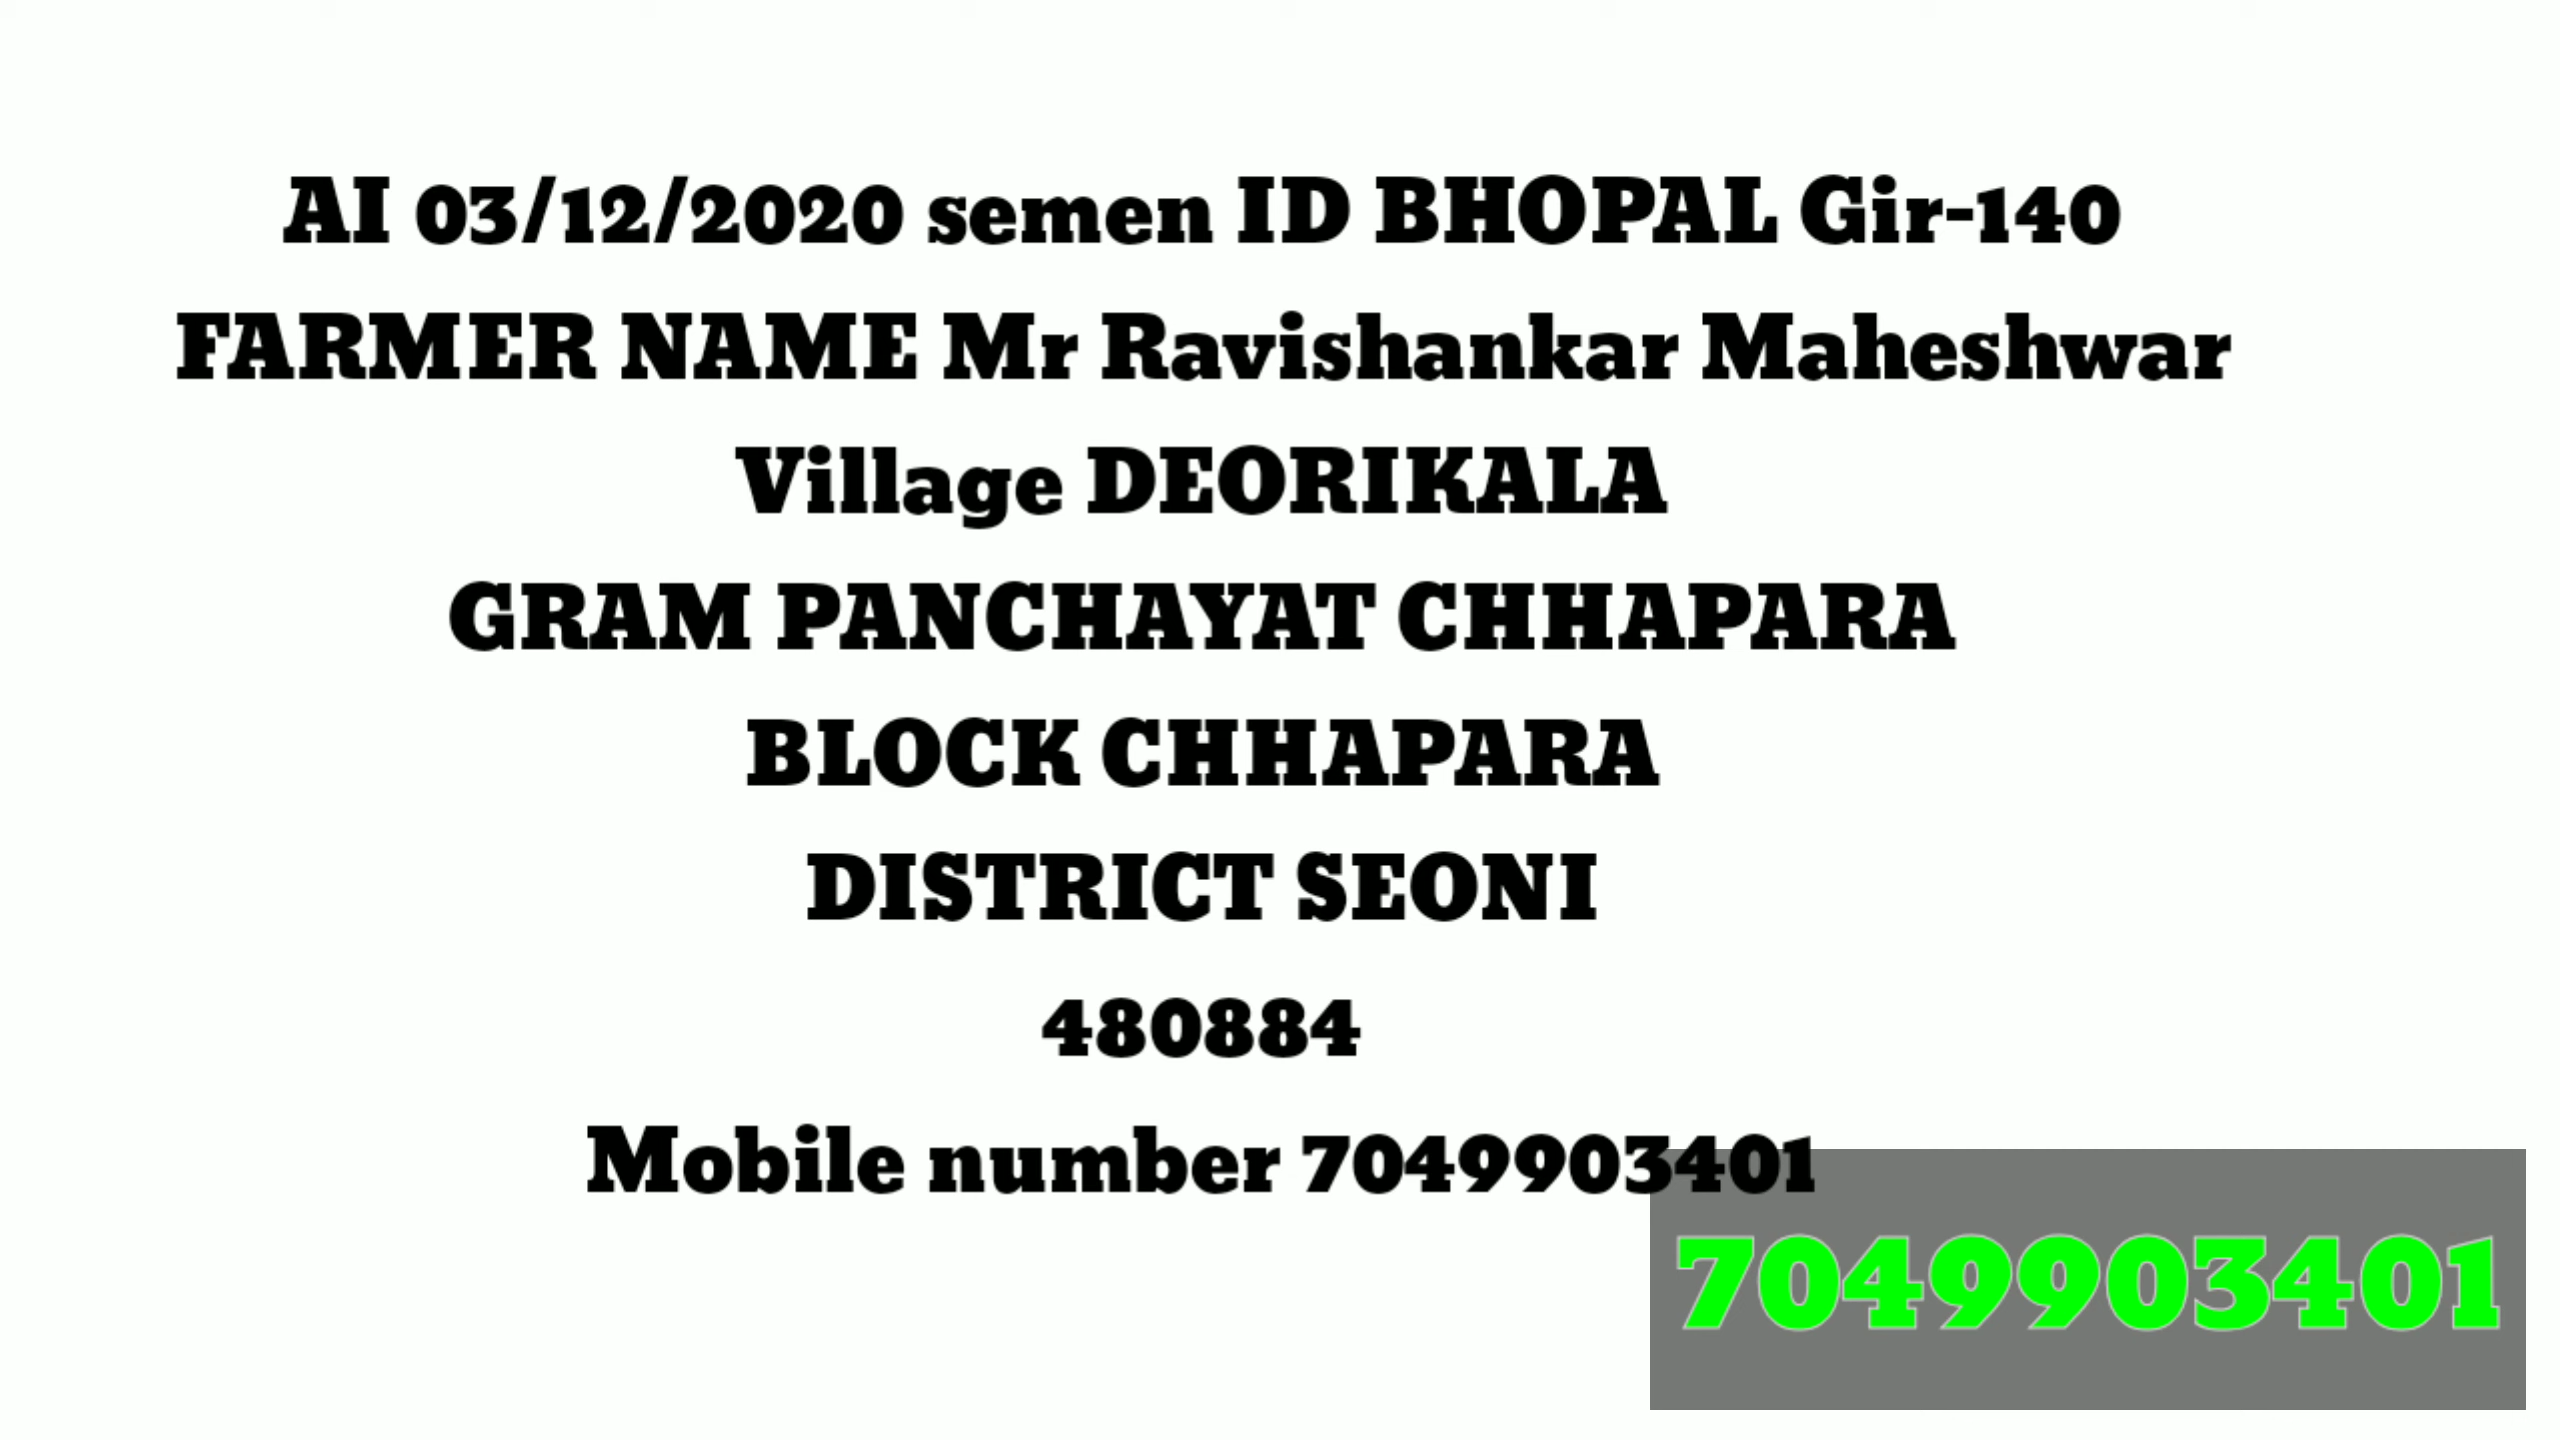 AI 03/12/2020 semen ID BHOPAL Gir-140
FARMER NAME Mr Ravishankar Maheshwar
Village DEORIKALA
GRAM PANCHAYAT CHHAPARA
BLOCK CHHAPARA
DISTRICT SEONI
480884
Mobile number 7049903401
7049903401